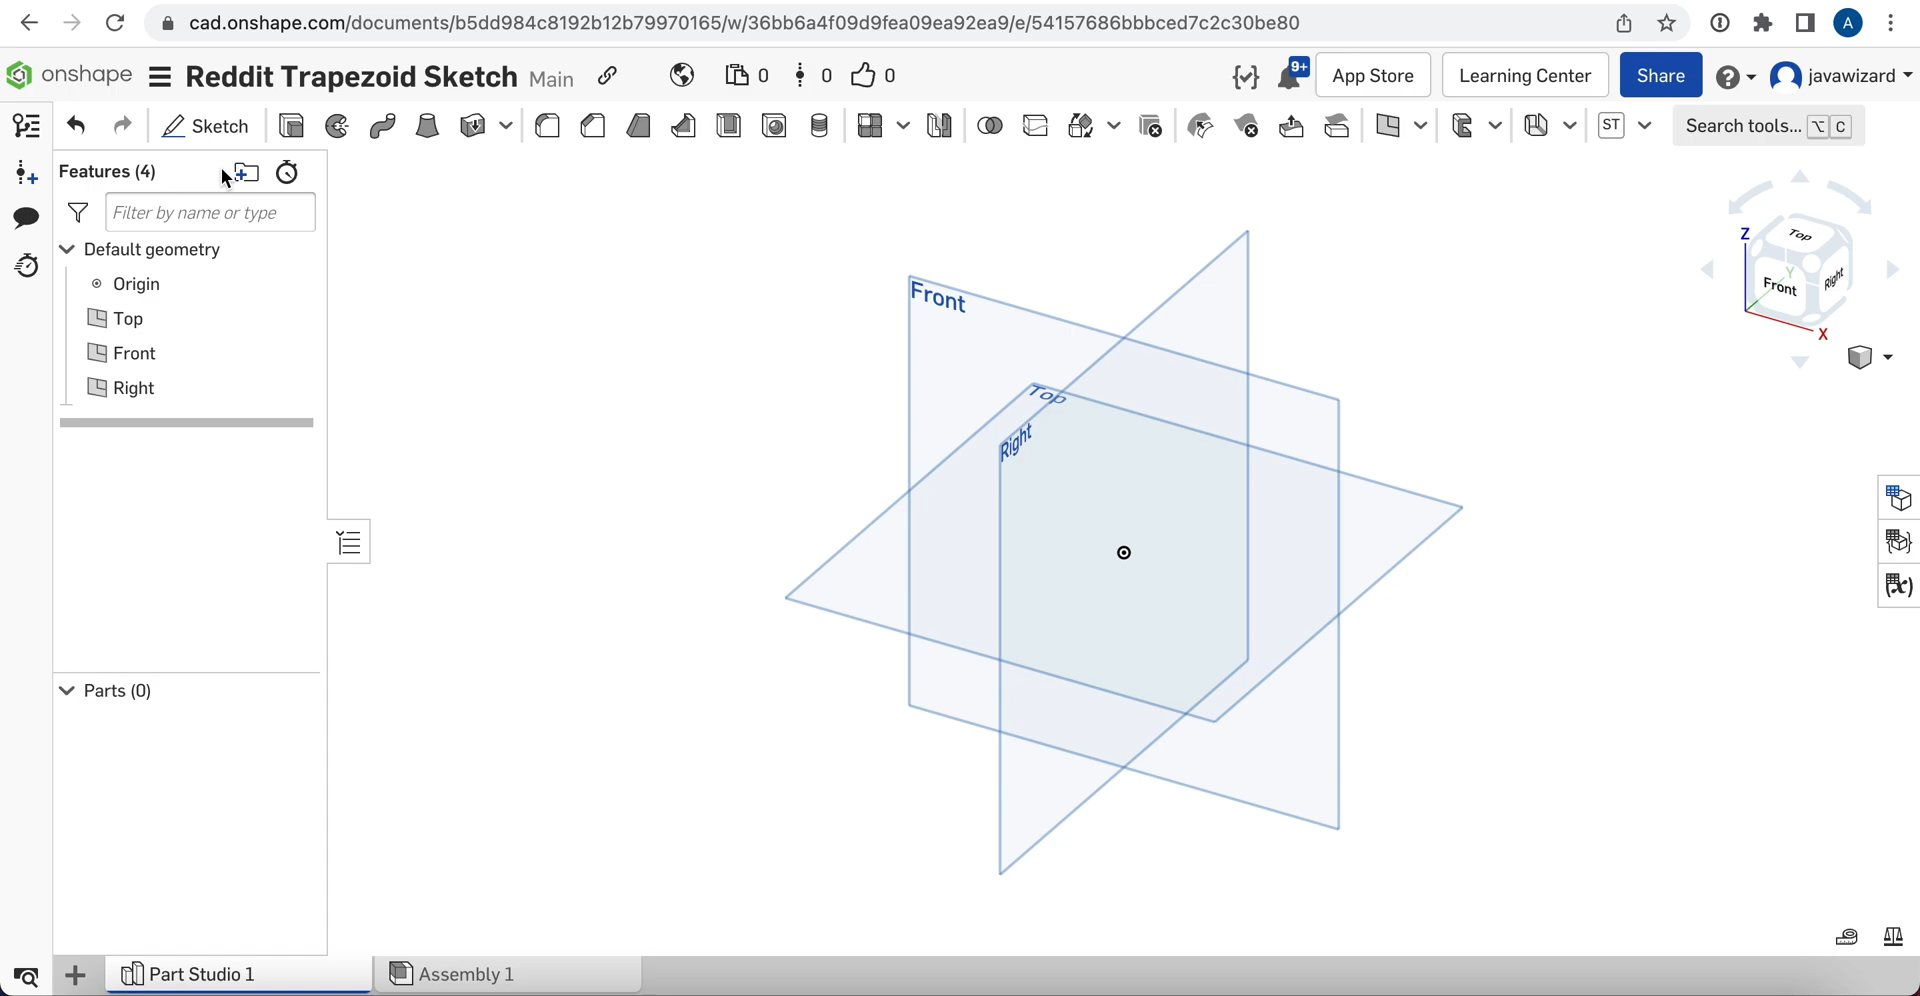 cad.onshape.com/documents/b5dd984c8192b12b79970165/w/36bb6a4f09d9fea09ea92ea9/e/54157686bbbced7c2c30be80
A
onshape Reddit Trapezoid Sketch Main 0 0 0 9+ App Store Learning Center Share ? javawizard
Sketch ST Search tools... ⌥ C
Features (4)
Filter by name or type
Default geometry
Origin
Top
Front
Right
Parts (0)
Front
Top
Right
Top
Front
Right
Z
Y
X
(x)
Part Studio 1
Assembly 1